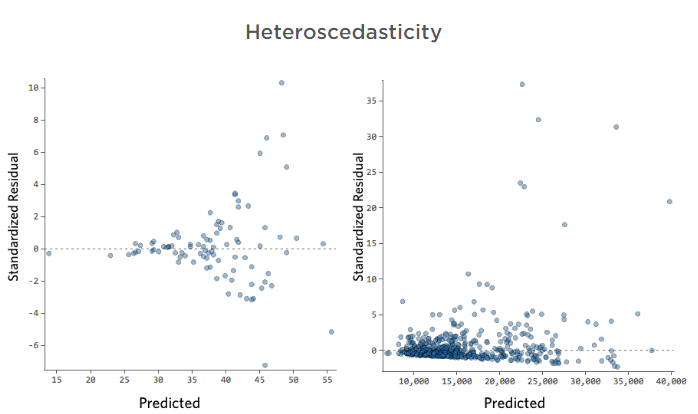 Heteroscedasticity
Standardized Residual
10
8
6
4
2
0
-2
-4
-6
15 20 25 30 35 40 45 50 55
Predicted
Standardized Residual
35
30
25
20
15
10
5
0
10,000 15,000 20,000 25,000 30,000 35,000 40,000
Predicted